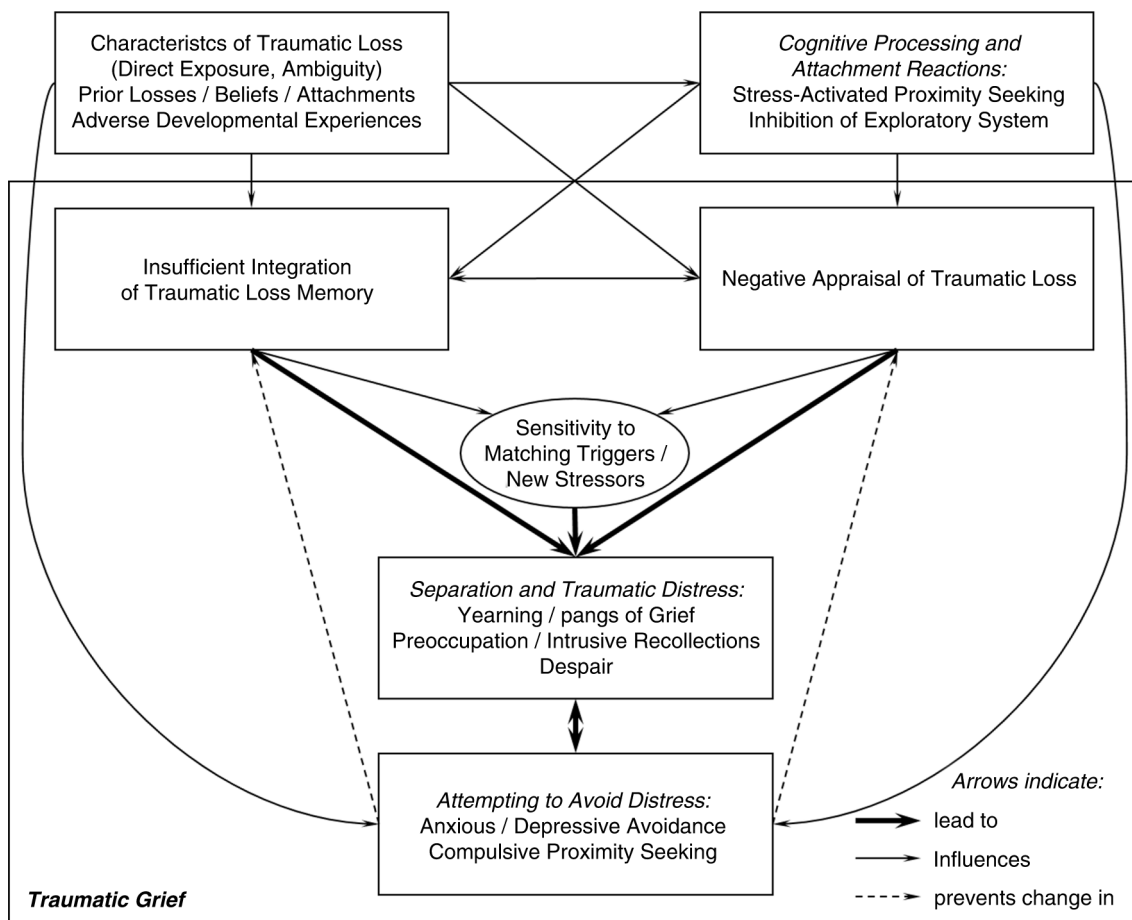 Characteristcs of Traumatic Loss
(Direct Exposure, Ambiguity)
Prior Losses / Beliefs / Attachments
Adverse Developmental Experiences
Cognitive Processing and
Attachment Reactions:
Stress-Activated Proximity Seeking
Inhibition of Exploratory System
Insufficient Integration
of Traumatic Loss Memory
Negative Appraisal of Traumatic Loss
Sensitivity to
Matching Triggers /
New Stressors
Separation and Traumatic Distress:
Yearning / pangs of Grief
Preoccupation / Intrusive Recollections
Despair
Attempting to Avoid Distress:
Anxious / Depressive Avoidance
Compulsive Proximity Seeking
Arrows indicate:
lead to
Influences
prevents change in
Traumatic Grief